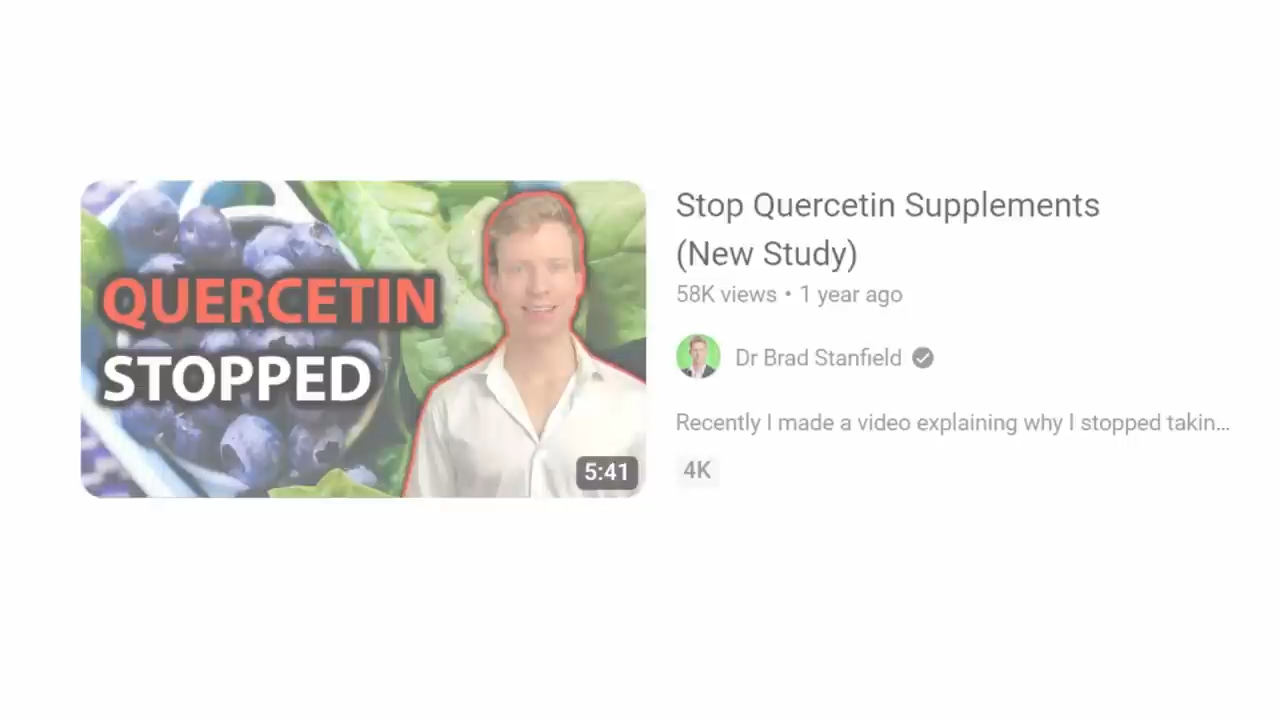 QUERCETIN
STOPPED
5:41
Stop Quercetin Supplements
(New Study)
58K views • 1 year ago
Dr Brad Stanfield
Recently I made a video explaining why I stopped takin...
4K